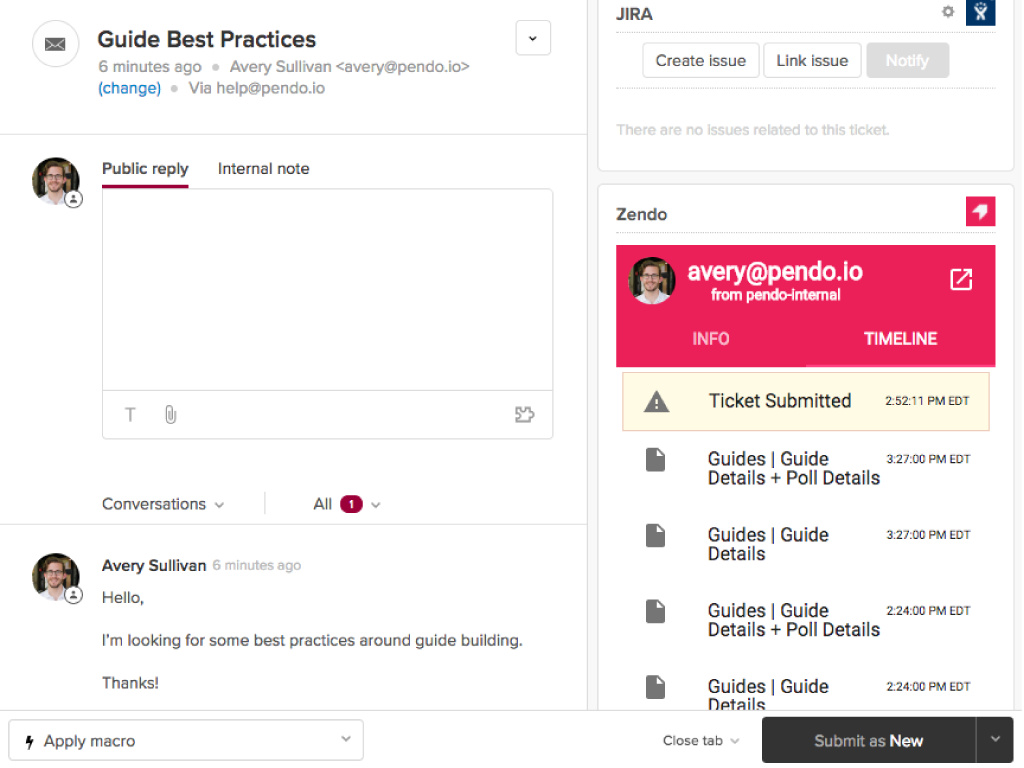 Guide Best Practices
6 minutes ago • Avery Sullivan <avery@pendo.io>
(change) • Via help@pendo.io
Public reply Internal note
T
Conversations All 1
Avery Sullivan 6 minutes ago
Hello,
I'm looking for some best practices around guide building.
Thanks!
JIRA
Create issue Link issue Notify
There are no issues related to this ticket.
Zendo
avery@pendo.io
from pendo-internal
INFO TIMELINE
Ticket Submitted 2:52:11 PM EDT
Guides | Guide 3:27:00 PM EDT
Details + Poll Details
Guides | Guide 3:27:00 PM EDT
Details
Guides | Guide 2:24:00 PM EDT
Details + Poll Details
Guides | Guide 2:24:00 PM EDT
Details
Apply macro Close tab Submit as New